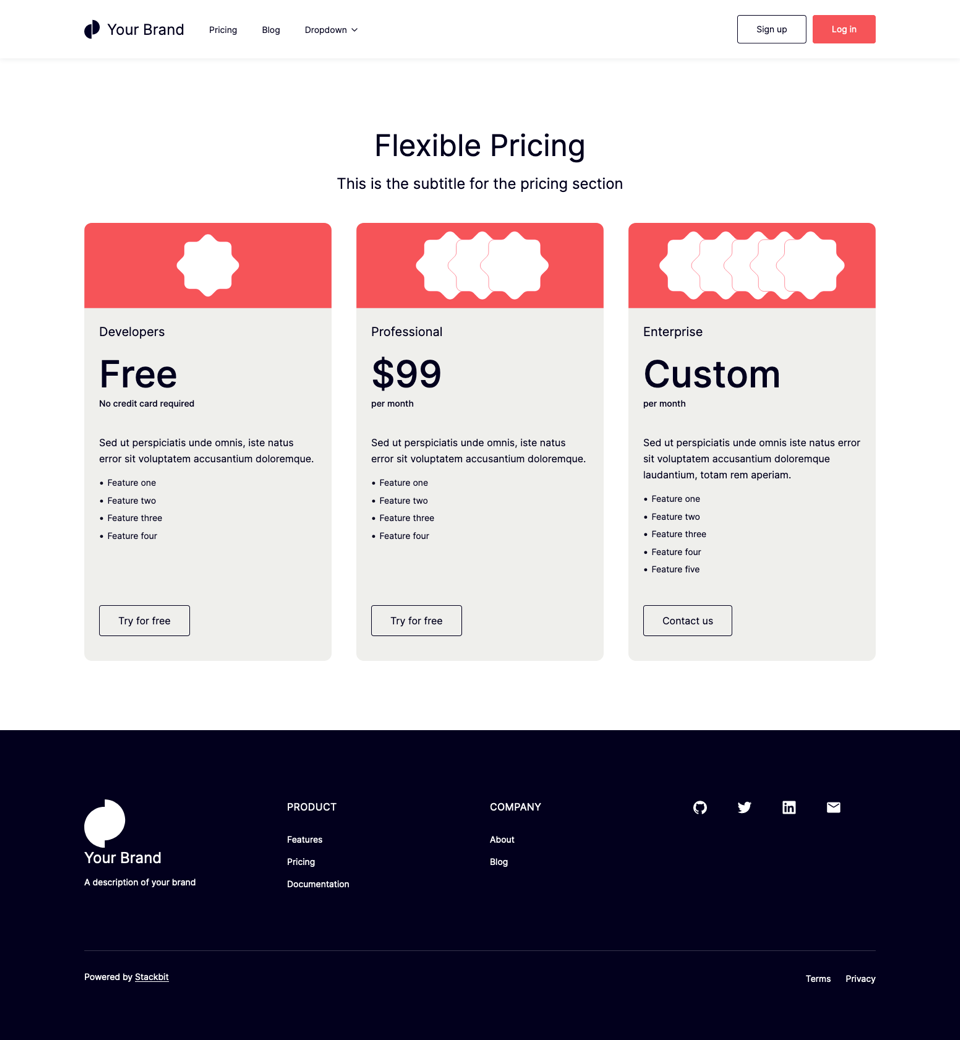 Your Brand
Pricing
Blog
Dropdown
Sign up
Log in
Flexible Pricing
This is the subtitle for the pricing section
Developers
Free
No credit card required
Sed ut perspiciatis unde omnis, iste natus
error sit voluptatem accusantium doloremque.
• Feature one
• Feature two
• Feature three
• Feature four
Try for free
Professional
$99
per month
Sed ut perspiciatis unde omnis, iste natus
error sit voluptatem accusantium doloremque.
• Feature one
• Feature two
• Feature three
• Feature four
Try for free
Enterprise
Custom
per month
Sed ut perspiciatis unde omnis iste natus error
sit voluptatem accusantium doloremque
laudantium, totam rem aperiam.
• Feature one
• Feature two
• Feature three
• Feature four
• Feature five
Contact us
Your Brand
A description of your brand
PRODUCT
Features
Pricing
Documentation
COMPANY
About
Blog
in
Powered by Stackbit
Terms
Privacy